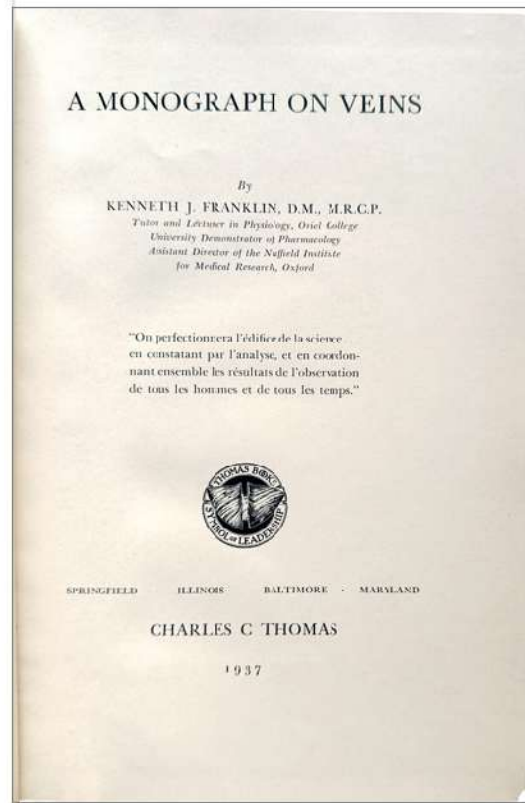 A MONOGRAPH ON VEINS
By
KENNETH J. FRANKLIN, D.M., M.R.C.P.
Tutor and Lecturer in Physiology, Oriel College
University Demonstrator of Pharmacology
Assistant Director of the Nuffield Institute
for Medical Research, Oxford
"On perfectionnera l'édifice de la science . .
en constatant par l'analyse, et en coordon-
nant ensemble les résultats de l'observation
de tous les hommes et de tous les temps."
THOMAS BOOKS
SYMBOL OF LEADERSHIP
SPRINGFIELD ILLINOIS BALTIMORE · MARYLAND
CHARLES C THOMAS
1937